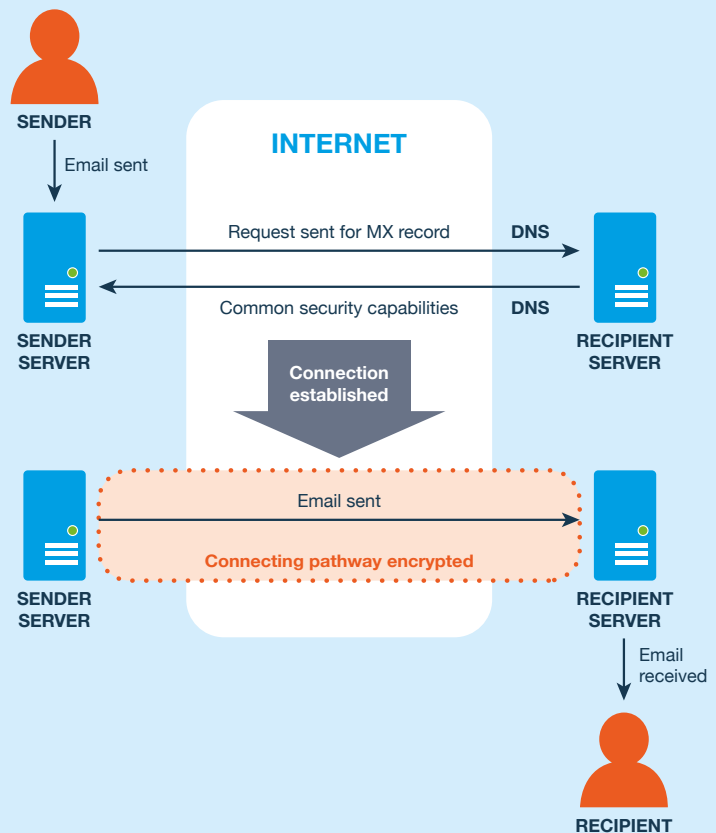 SENDER
Email sent
INTERNET
Request sent for MX record
DNS
Common security capabilities
DNS
SENDER
SERVER
RECIPIENT
SERVER
Connection
established
Email sent
Connecting pathway encrypted
SENDER
SERVER
RECIPIENT
SERVER
Email
received
RECIPIENT